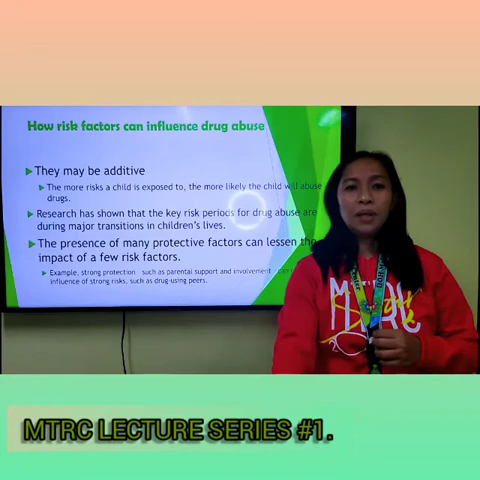 How risk factors can influence drug abuse
They may be additive
The more risks a child is exposed to, the more likely the child will abuse
drugs.
Research has shown that the key risk periods for drug abuse are
during major transitions in children's lives.
The presence of many protective factors can lessen the
impact of a few risk factors.
Example, strong protection, such as parental support and involvement
influence of strong risks, such as drug-using peers.
MTRC
MTRC LECTURE SERIES #1.